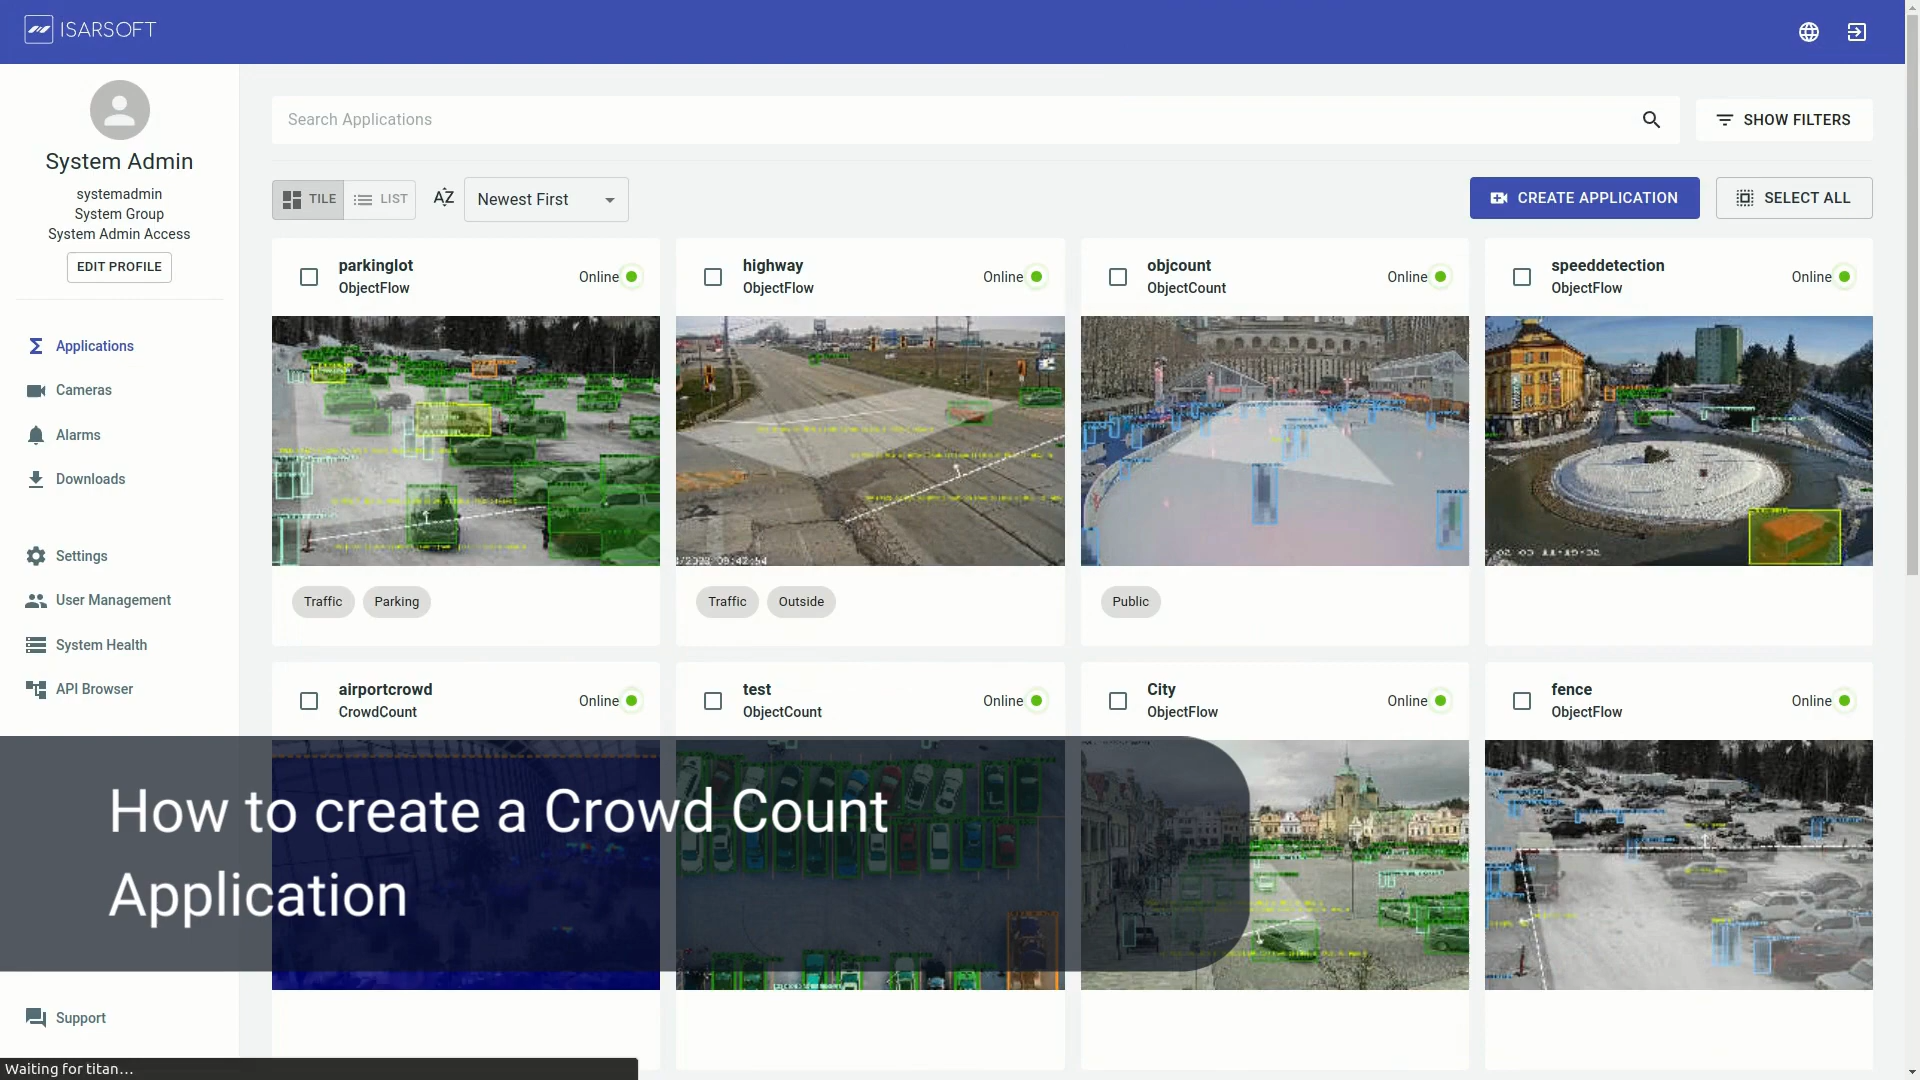 ISARSOFT
System Admin
systemadmin
System Group
System Admin Access
EDIT PROFILE
Applications
Cameras
Alarms
Downloads
Settings
User Management
System Health
API Browser
Support
Search Applications
SHOW FILTERS
TILE
LIST
AZ
Newest First
CREATE APPLICATION
SELECT ALL
parkinglot
ObjectFlow
Online
Traffic
Parking
highway
ObjectFlow
Online
Traffic
Outside
objcount
ObjectCount
Online
Public
speeddetection
ObjectFlow
Online
airportcrowd
CrowdCount
Online
test
ObjectCount
Online
City
ObjectFlow
Online
fence
ObjectFlow
Online
How to create a Crowd Count
Application
Waiting for titan...